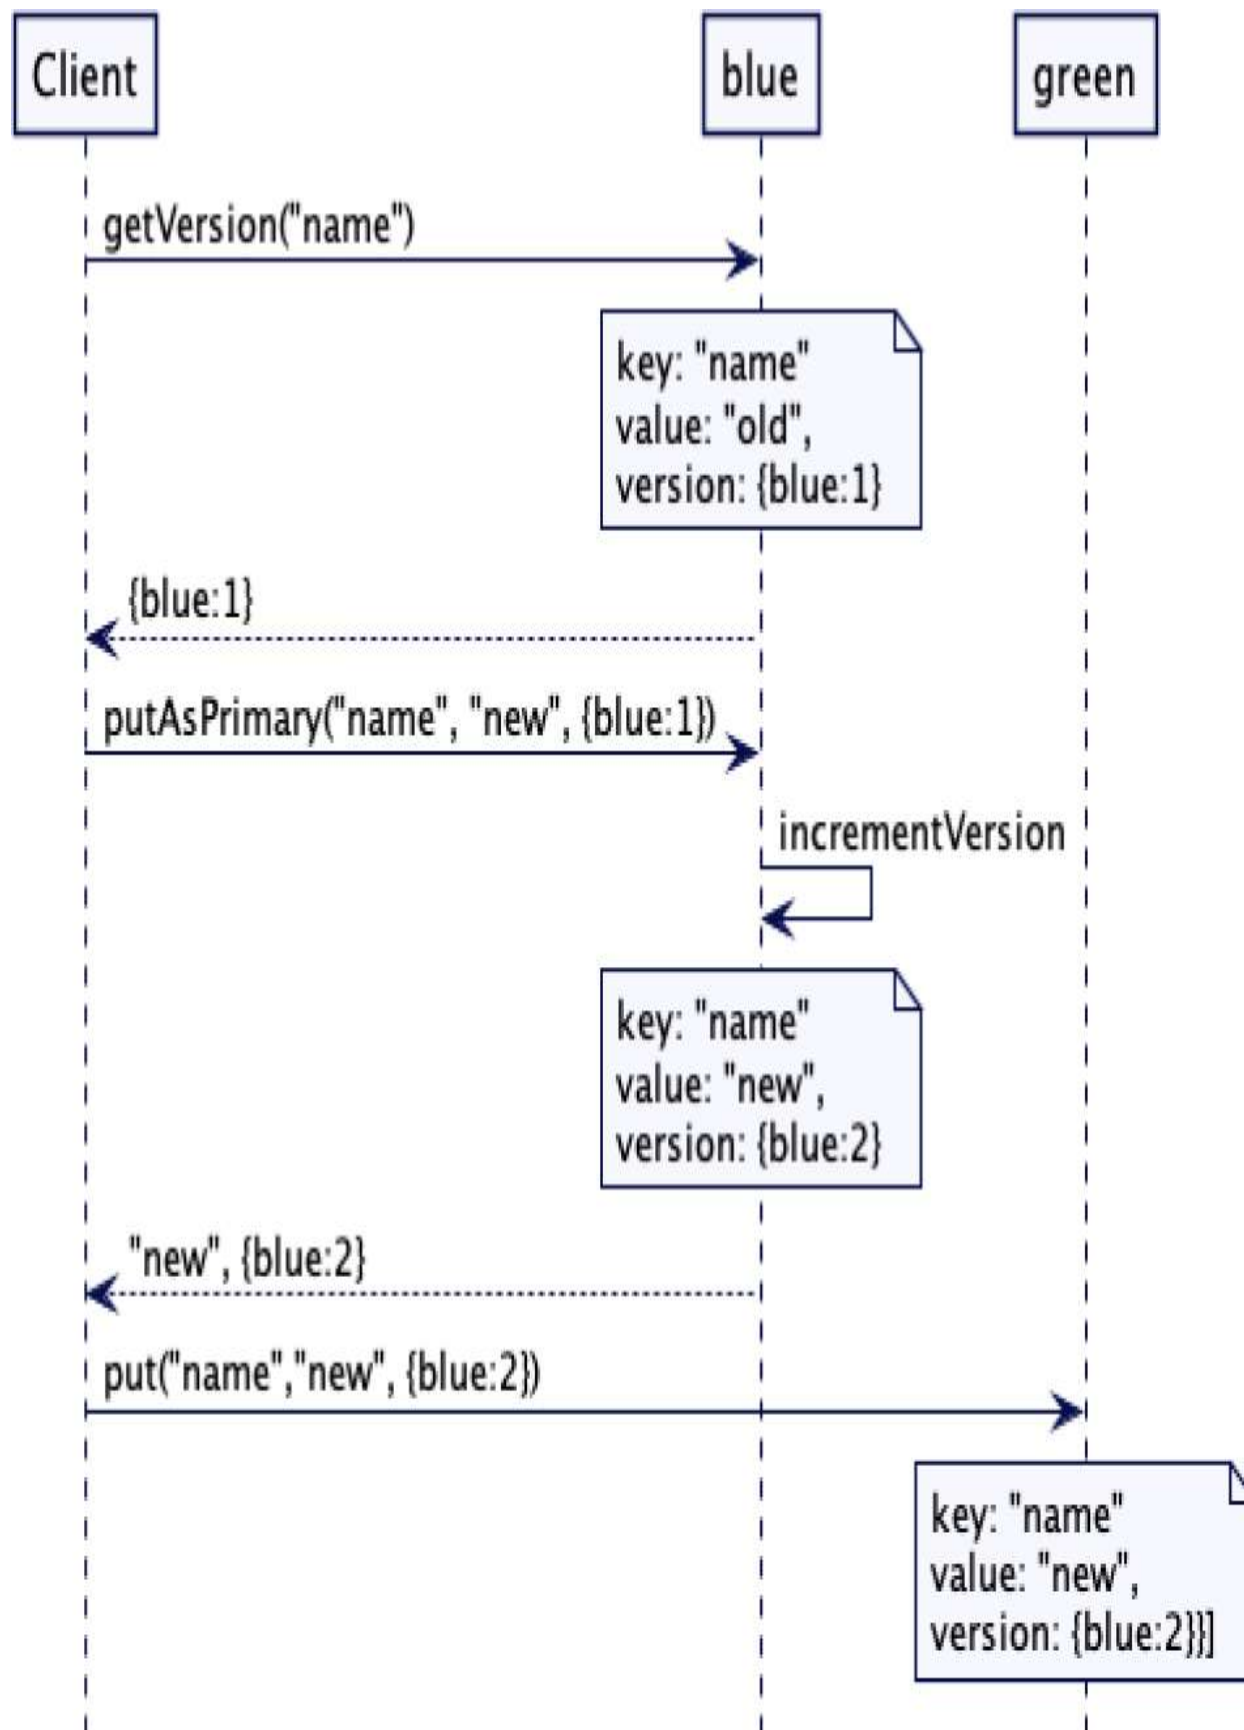 Client
blue
green
getVersion("name")
key: "name"
value: "old",
version: {blue:1}
{blue:1}
putAsPrimary("name", "new", {blue:1})
incrementVersion
key: "name"
value: "new",
version: {blue:2}
"new", {blue:2}
put("name","new", {blue:2})
key: "name"
value: "new",
version: {blue:2}}]